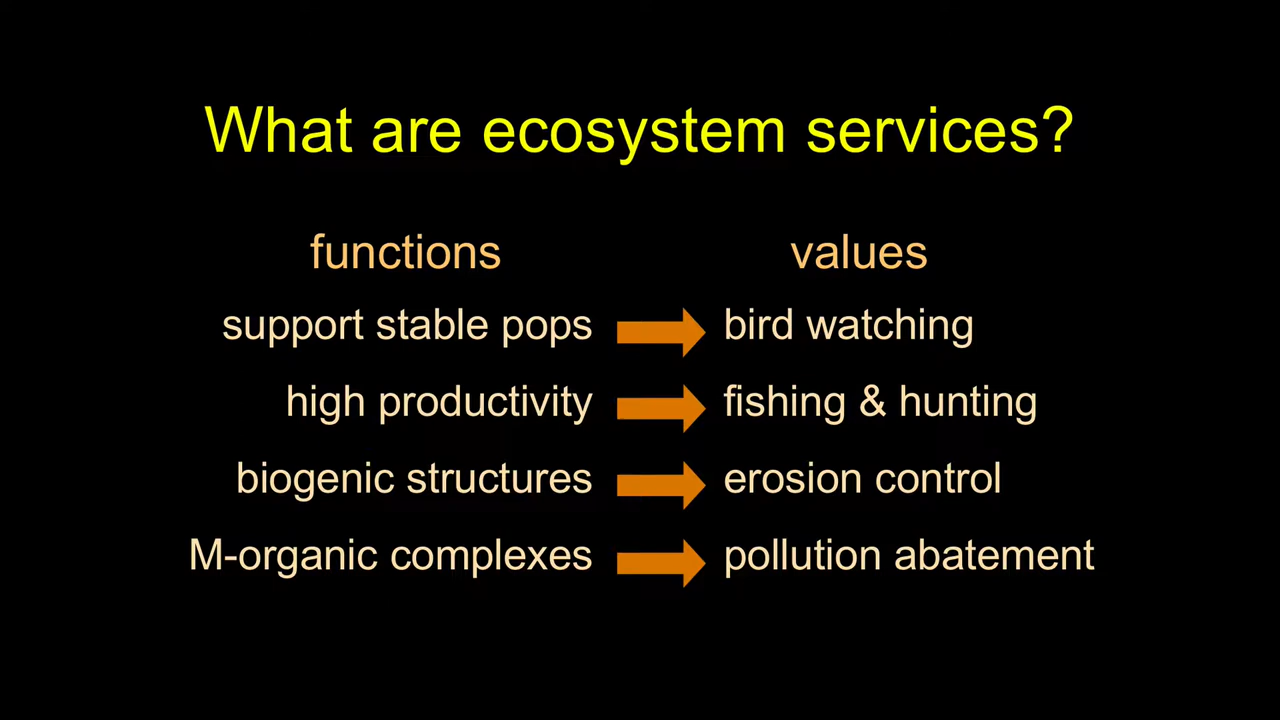 What are ecosystem services?
functions values
support stable pops bird watching
high productivity fishing & hunting
biogenic structures erosion control
M-organic complexes pollution abatement